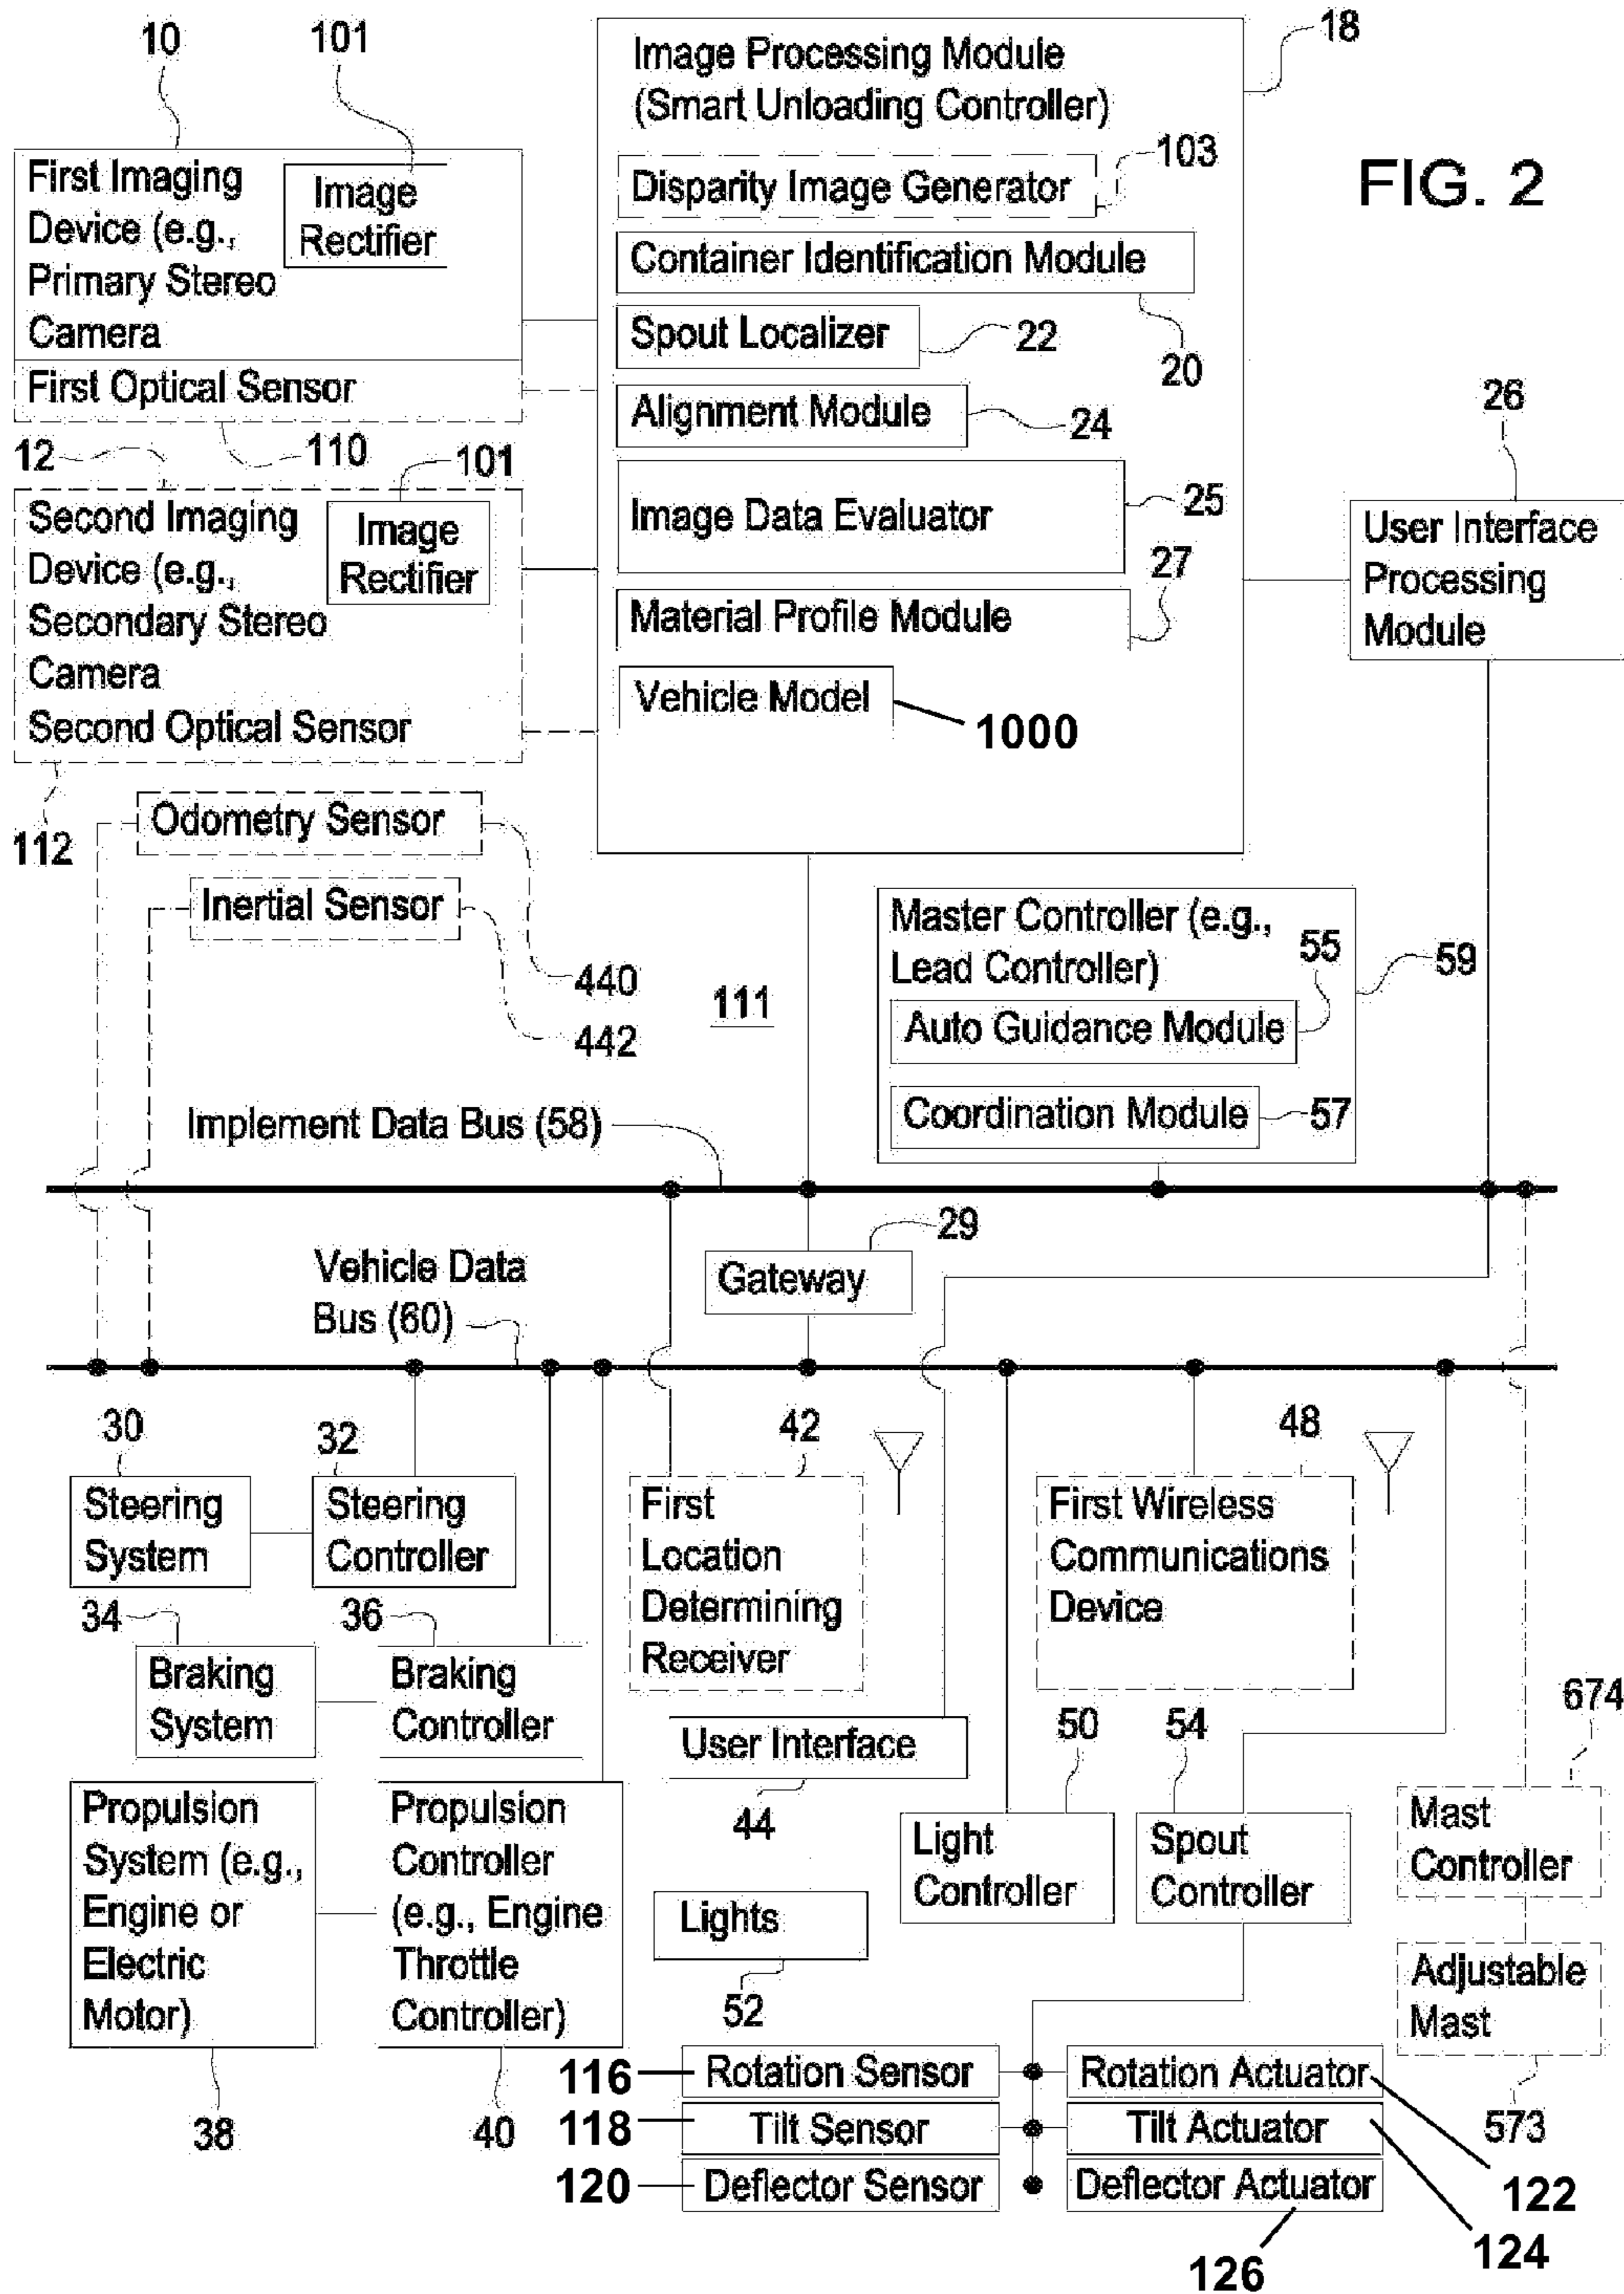 10
101
18
FIG. 2
First Imaging
Device (e.g.,
Primary Stereo
Camera
Image
Rectifier
First Optical Sensor
110
12
101
Second Imaging
Device (e.g.,
Secondary Stereo
Camera
Image
Rectifier
Second Optical Sensor
112
Image Processing Module
(Smart Unloading Controller)
Disparity Image Generator
103
Container Identification Module
20
Spout Localizer
22
Alignment Module
24
Image Data Evaluator
25
Material Profile Module
27
Vehicle Model
1000
26
User Interface
Processing
Module
Odometry Sensor
440
Inertial Sensor
442
111
Master Controller (e.g.,
Lead Controller)
59
Auto Guidance Module
55
Coordination Module
57
Implement Data Bus (58)
29
Gateway
Vehicle Data
Bus (60)
30
Steering
System
32
Steering
Controller
34
Braking
System
36
Braking
Controller
Propulsion
System (e.g.,
Engine or
Electric
Motor)
38
Propulsion
Controller
(e.g., Engine
Throttle
Controller)
40
42
First
Location
Determining
Receiver
48
First Wireless
Communications
Device
User Interface
44
50
Light
Controller
54
Spout
Controller
674
Mast
Controller
Lights
52
Adjustable
Mast
573
116
Rotation Sensor
Rotation Actuator
122
118
Tilt Sensor
Tilt Actuator
124
120
Deflector Sensor
Deflector Actuator
126